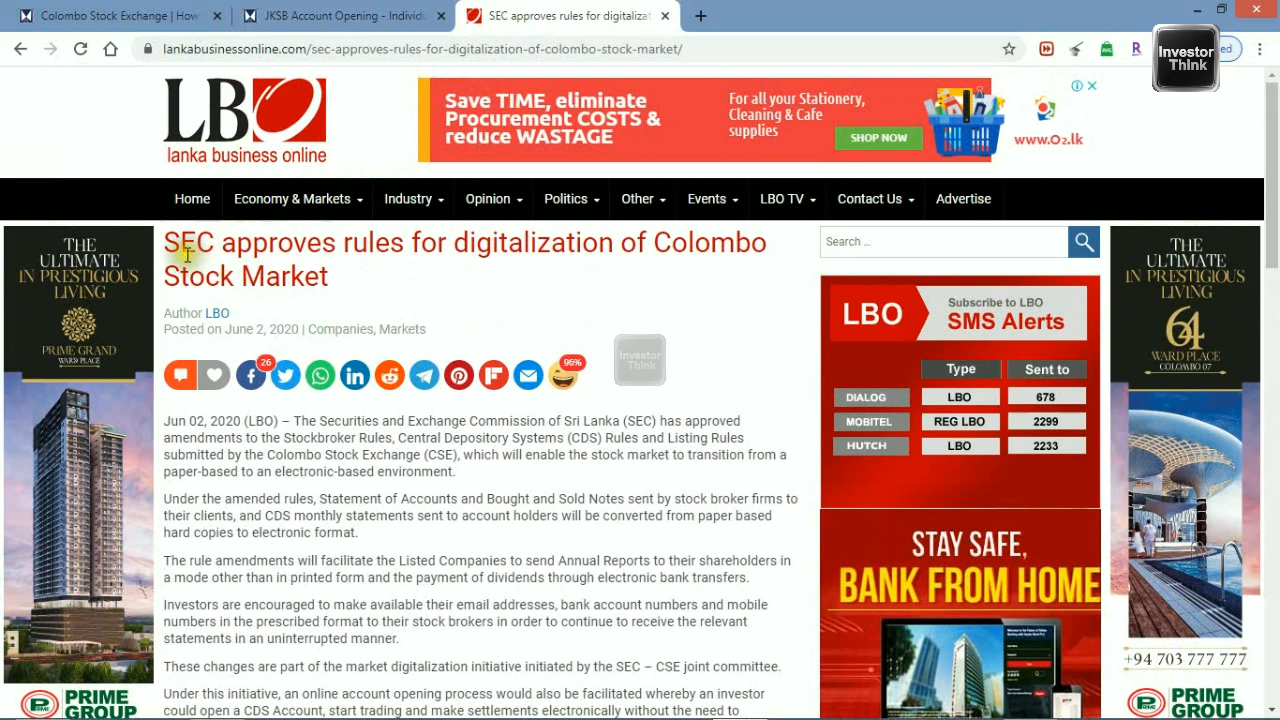 Colombo Stock Exchange | How
JKSB Account Opening - Individu
SEC approves rules for digitalizat
lankabusinessonline.com/sec-approves-rules-for-digitalization-of-colombo-stock-market/
Investor
Think
ed
LBO
lanka business online
Save TIME, eliminate
Procurement COSTS &
reduce WASTAGE
For all your Stationery,
Cleaning & Cafe
supplies
SHOP NOW
www.O2.lk
Home
Economy & Markets
Industry
Opinion
Politics
Other
Events
LBO TV
Contact Us
Advertise
THE
ULTIMATE
IN PRESTIGIOUS
LIVING
PRIME GRAND
WARD PLACE
PRIME
GROUP
SEC approves rules for digitalization of Colombo
Stock Market
Author LBO
Posted on June 2, 2020 | Companies, Markets
26
96%
Investor
Think
Jun 02, 2020 (LBO) – The Securities and Exchange Commission of Sri Lanka (SEC) has approved
amendments to the Stockbroker Rules, Central Depository Systems (CDS) Rules and Listing Rules
submitted by the Colombo Stock Exchange (CSE), which will enable the stock market to transition from a
paper-based to an electronic-based environment.
Under the amended rules, Statement of Accounts and Bought and Sold Notes sent by stock broker firms to
their clients, and CDS monthly statements sent to account holders will be converted from paper based
hard copies to electronic format.
The rule amendments will facilitate the Listed Companies to send Annual Reports to their shareholders in
a mode other than in printed form and the payment of dividends through electronic bank transfers.
Investors are encouraged to make available their email addresses, bank account numbers and mobile
numbers in the prescribed format to their stock brokers in order to continue to receive the relevant
statements in an uninterrupted manner.
These changes are part of the market digitalization initiative initiated by the SEC – CSE joint committee.
Under this initiative, an online account opening process would also be facilitated whereby an investor
could open a CDS Account, start trading and make settlements electronically without the need to
Search …
LBO
Subscribe to LBO
SMS Alerts
Type
Sent to
DIALOG
LBO
678
MOBITEL
REG LBO
2299
HUTCH
LBO
2233
STAY SAFE,
BANK FROM HOME
THE
ULTIMATE
IN PRESTIGIOUS
LIVING
64
WARD PLACE
COLOMBO 07
+94 703 777 777
PRIME
GROUP